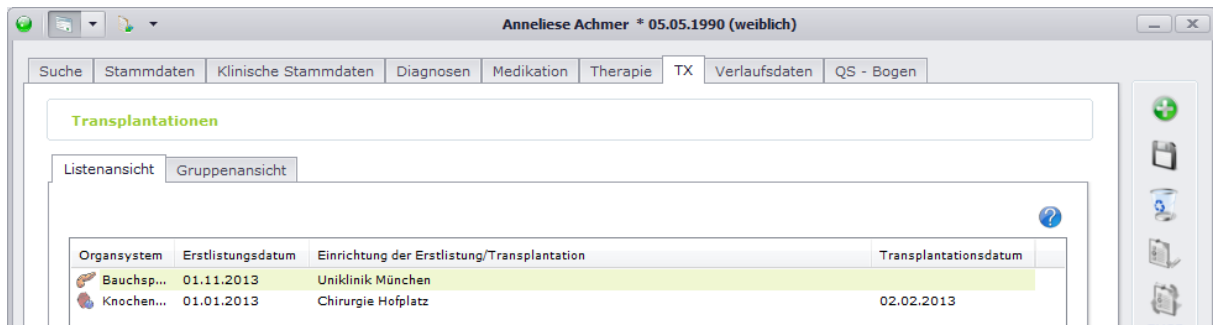 Anneliese Achmer * 05.05.1990 (weiblich)
Suche Stammdaten Klinische Stammdaten Diagnosen Medikation Therapie TX Verlaufsdaten QS - Bogen
Transplantationen
Listenansicht Gruppenansicht
Organsystem Erstlistungsdatum Einrichtung der Erstlistung/Transplantation Transplantationsdatum
Bauchsp... 01.11.2013 Uniklinik München
Knochen... 01.01.2013 Chirurgie Hofplatz 02.02.2013